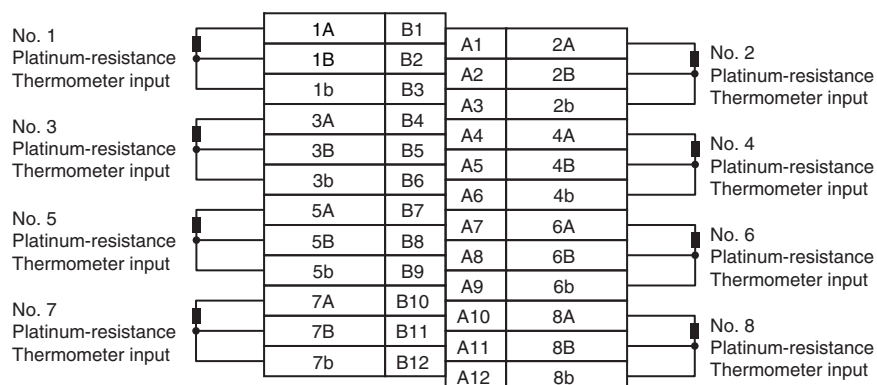 No. 1
Platinum-resistance
Thermometer input
No. 3
Platinum-resistance
Thermometer input
No. 5
Platinum-resistance
Thermometer input
No. 7
Platinum-resistance
Thermometer input
1A B1
1B B2
1b B3
3A B4
3B B5
3b B6
5A B7
5B B8
5b B9
7A B10
7B B11
7b B12
A1 2A
A2 2B
A3 2b
A4 4A
A5 4B
A6 4b
A7 6A
A8 6B
A9 6b
A10 8A
A11 8B
A12 8b
No. 2
Platinum-resistance
Thermometer input
No. 4
Platinum-resistance
Thermometer input
No. 6
Platinum-resistance
Thermometer input
No. 8
Platinum-resistance
Thermometer input